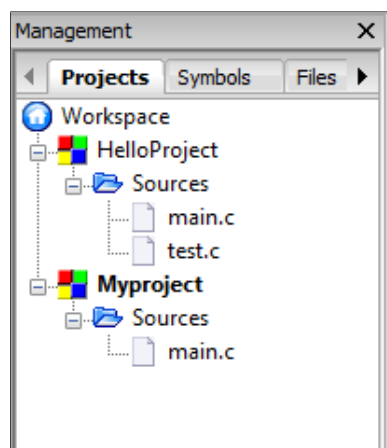 Management
Projects Symbols Files
Workspace
HelloProject
Sources
main.c
test.c
Myproject
Sources
main.c